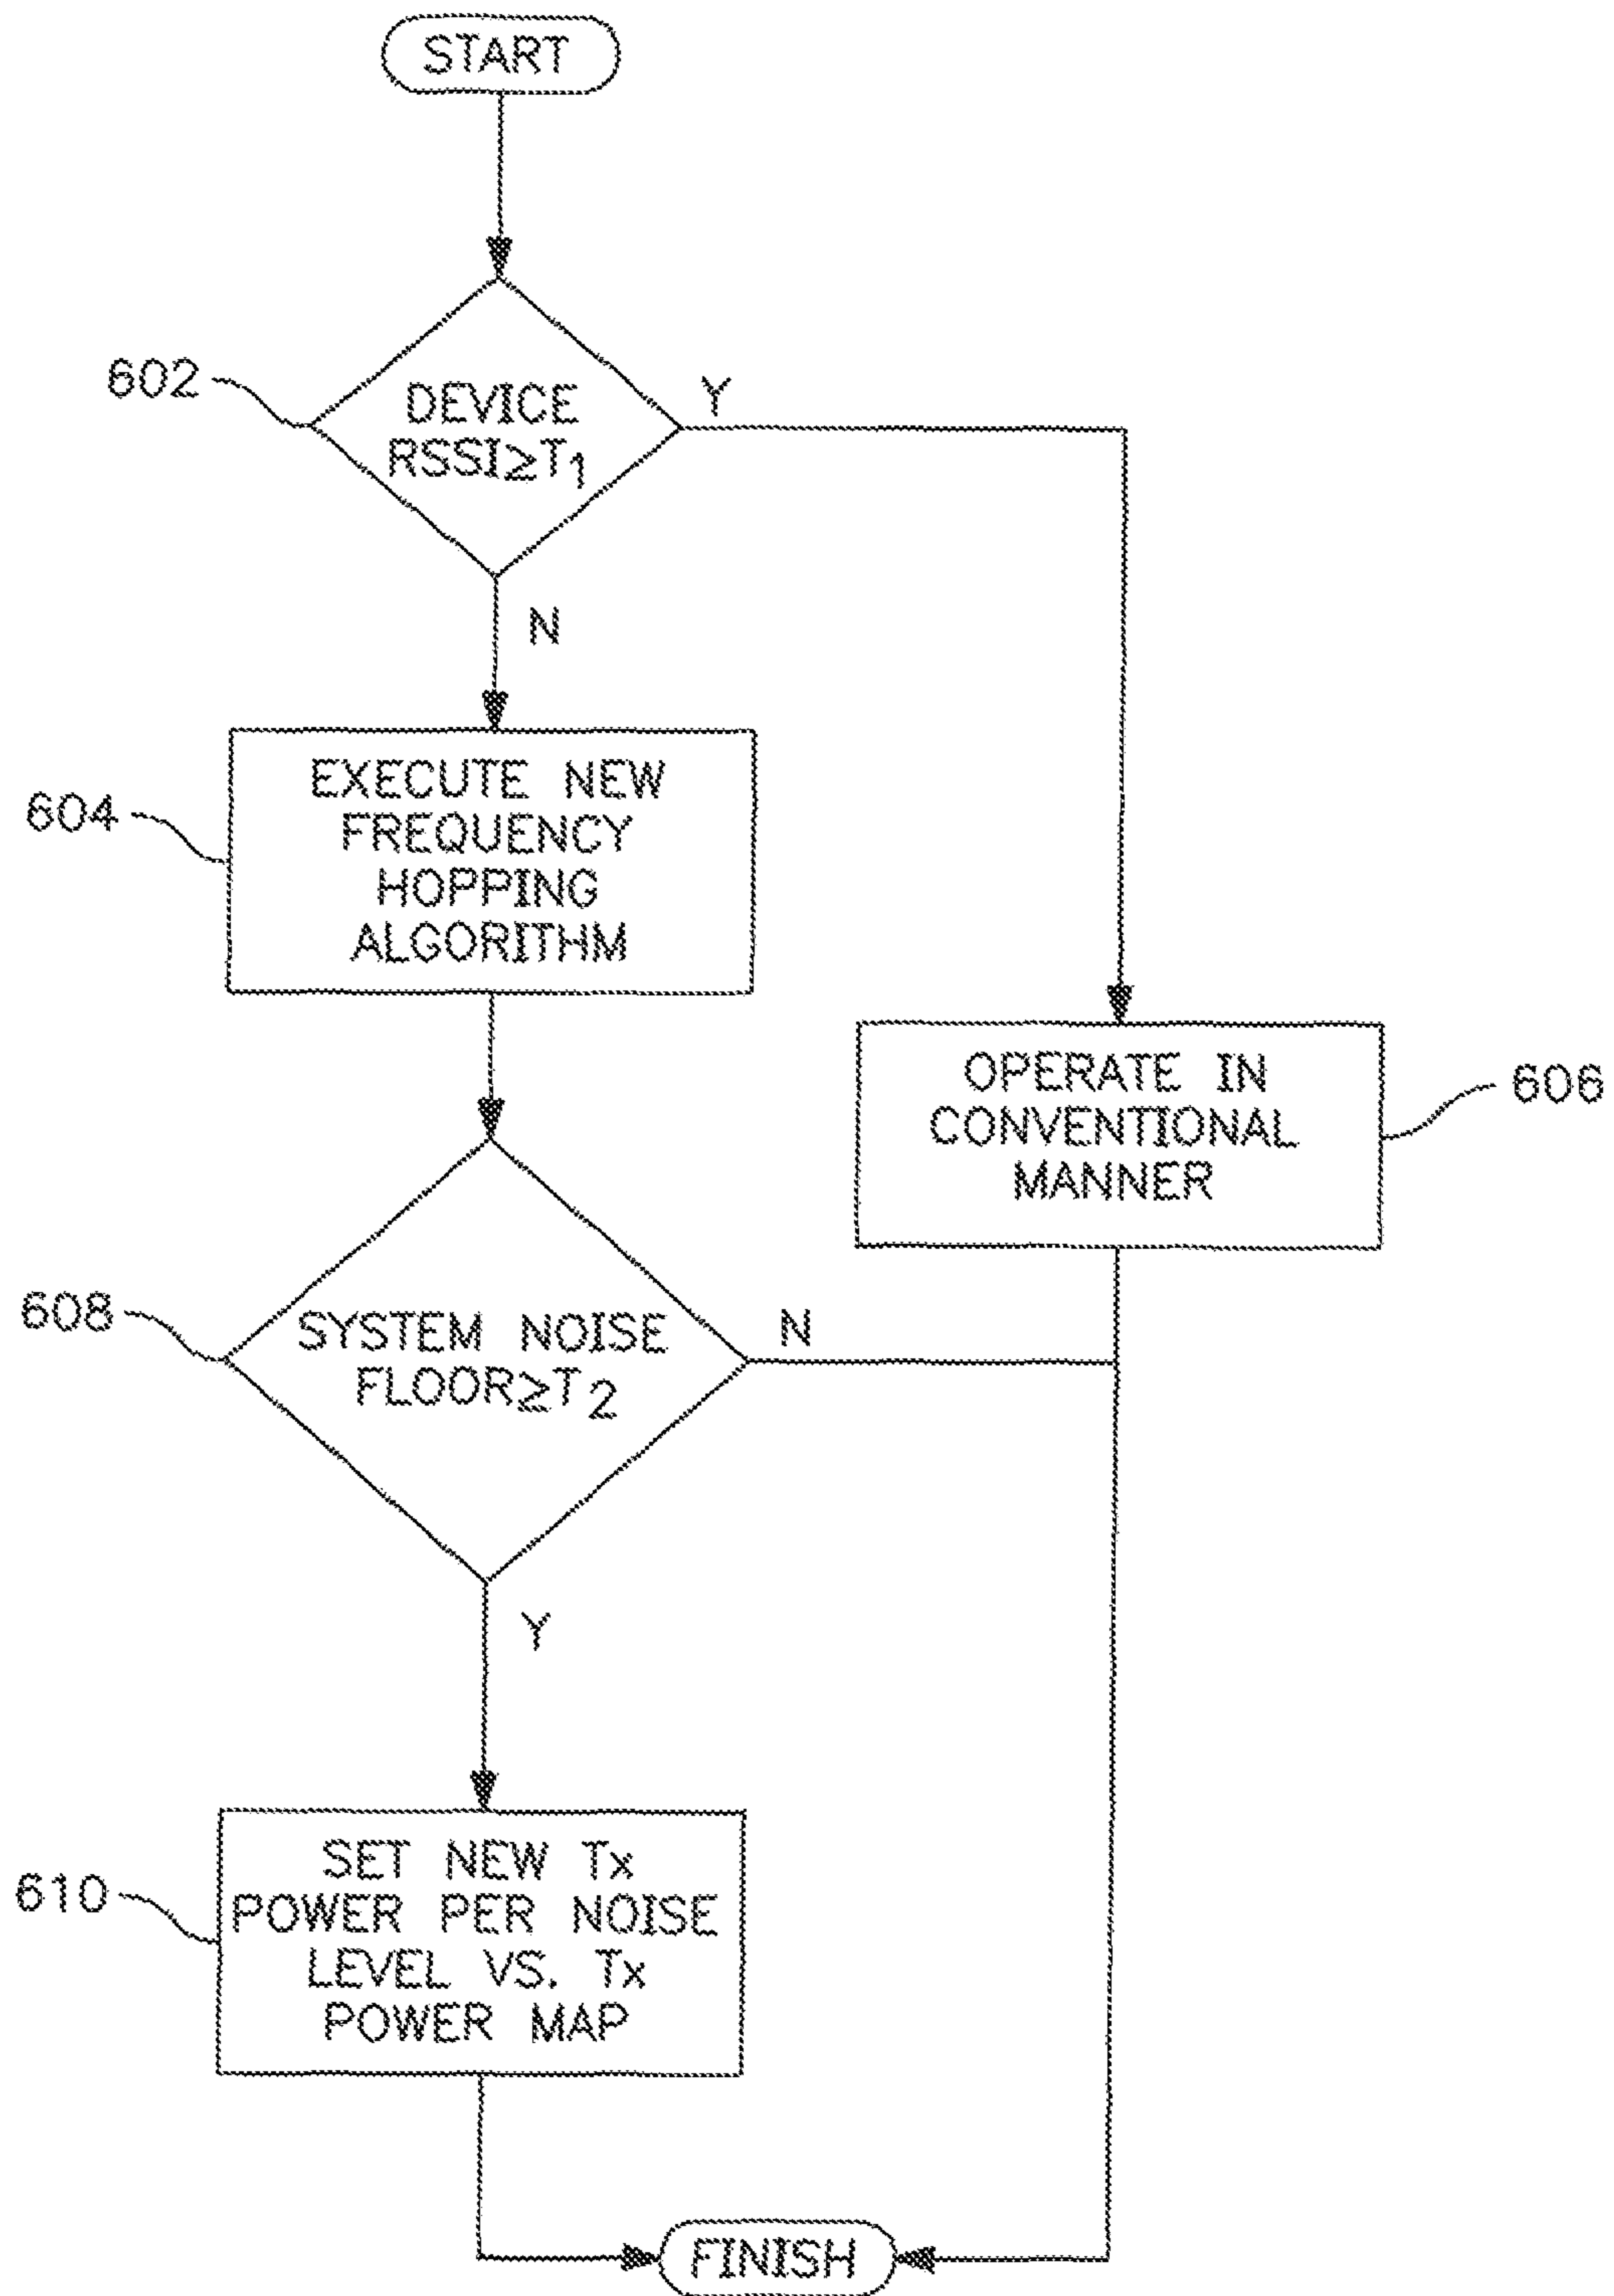 START
602
DEVICE
RSSI≥T1
Y
N
604
EXECUTE NEW
FREQUENCY
HOPPING
ALGORITHM
OPERATE IN
CONVENTIONAL
MANNER
606
608
SYSTEM NOISE
FLOOR≥T2
N
Y
610
SET NEW Tx
POWER PER NOISE
LEVEL VS. Tx
POWER MAP
FINISH